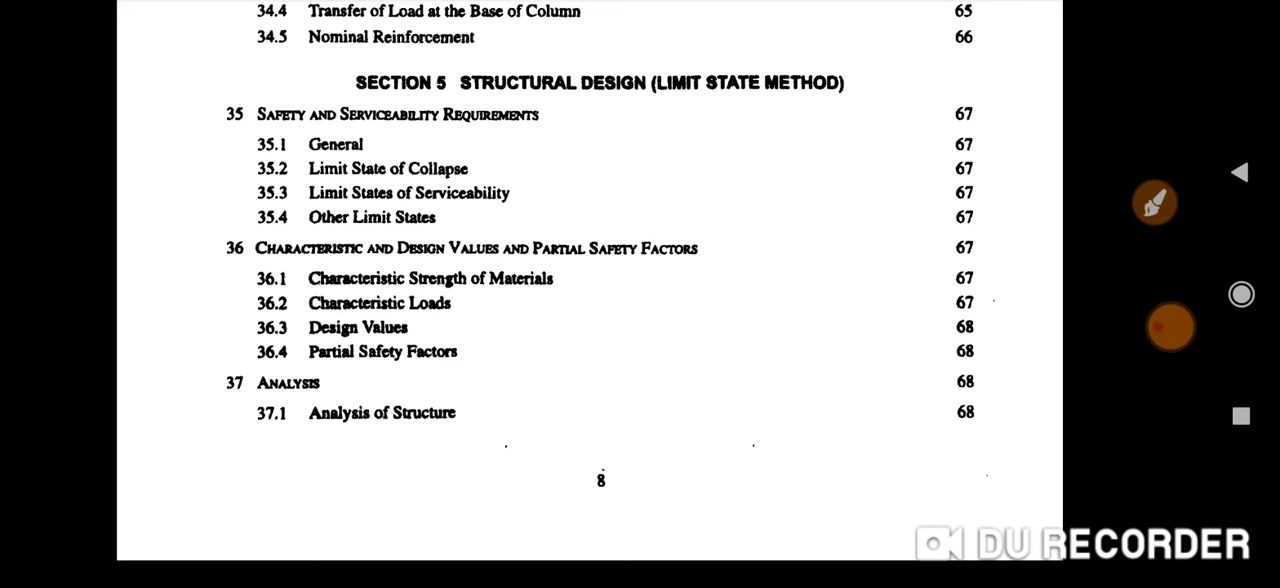 34.4 Transfer of Load at the Base of Column 65
34.5 Nominal Reinforcement 66
SECTION 5 STRUCTURAL DESIGN (LIMIT STATE METHOD)
35 SAFETY AND SERVICEABILITY REQUIREMENTS 67
35.1 General 67
35.2 Limit State of Collapse 67
35.3 Limit States of Serviceability 67
35.4 Other Limit States 67
36 CHARACTERISTIC AND DESIGN VALUES AND PARTIAL SAFETY FACTORS 67
36.1 Characteristic Strength of Materials 67
36.2 Characteristic Loads 67
36.3 Design Values 68
36.4 Partial Safety Factors 68
37 ANALYSIS 68
37.1 Analysis of Structure 68
8
DU RECORDER